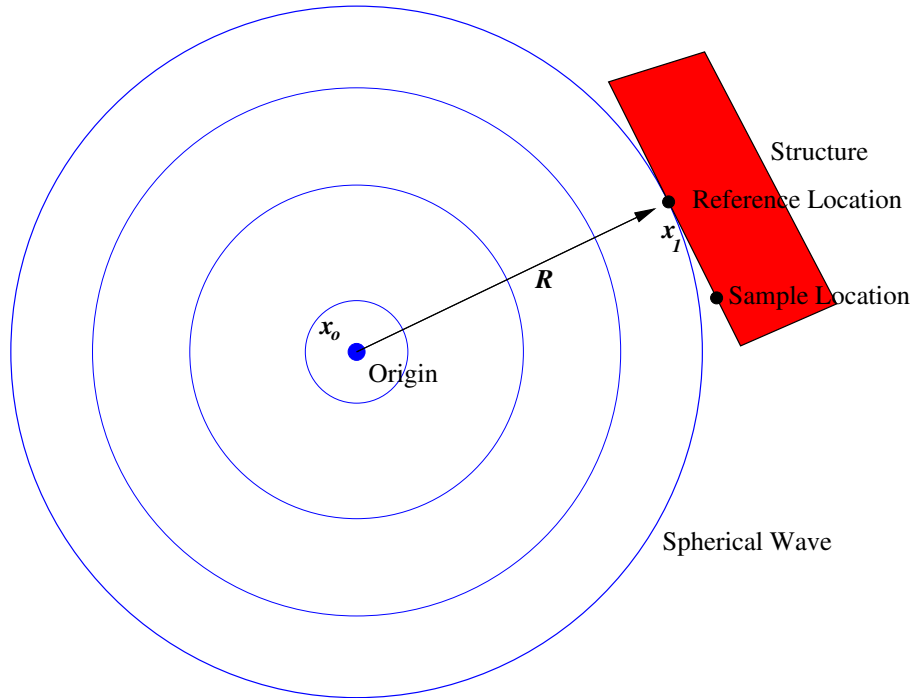 Structure
Reference Location
x1
R
Sample Location
xo
Origin
Spherical Wave